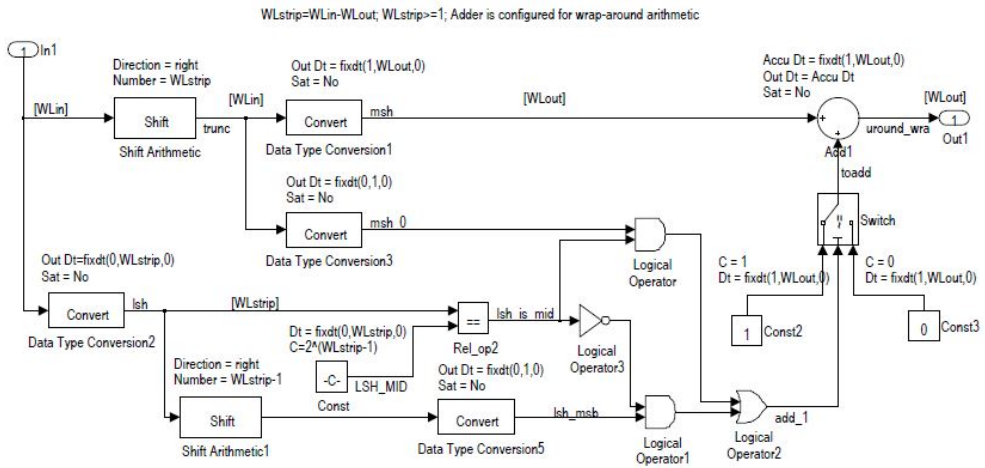 WLstrip=WLin-WLout; WLstrip>=1; Adder is configured for wrap-around arithmetic
1
In1
Direction = right
Number = WLstrip
[WLin]
Shift
trunc
Shift Arithmetic
[WLin]
Out Dt = fixdt(1,WLout,0)
Sat = No
Convert
msh
Data Type Conversion1
[WLout]
Accu Dt = fixdt(1,WLout,0)
Out Dt = Accu Dt
Sat = No
Add1
uround_wra
[WLout]
1
Out1
toadd
Switch
Out Dt = fixdt(0,1,0)
Sat = No
Convert
msh_0
Data Type Conversion3
Logical
Operator
C = 1
Dt = fixdt(1,WLout,0)
1
Const2
C = 0
Dt = fixdt(1,WLout,0)
0
Const3
Out Dt=fixdt(0,WLstrip,0)
Sat = No
Convert
lsh
Data Type Conversion2
[WLstrip]
==
Rel_op2
lsh_is_mid
Logical
Operator3
Dt = fixdt(0,WLstrip,0)
C=2^(WLstrip-1)
-C-
LSH_MID
Const
Direction = right
Number = WLstrip-1
Shift
Shift Arithmetic1
Out Dt = fixdt(0,1,0)
Sat = No
Convert
lsh_msb
Data Type Conversion5
Logical
Operator1
Logical
Operator2
add_1